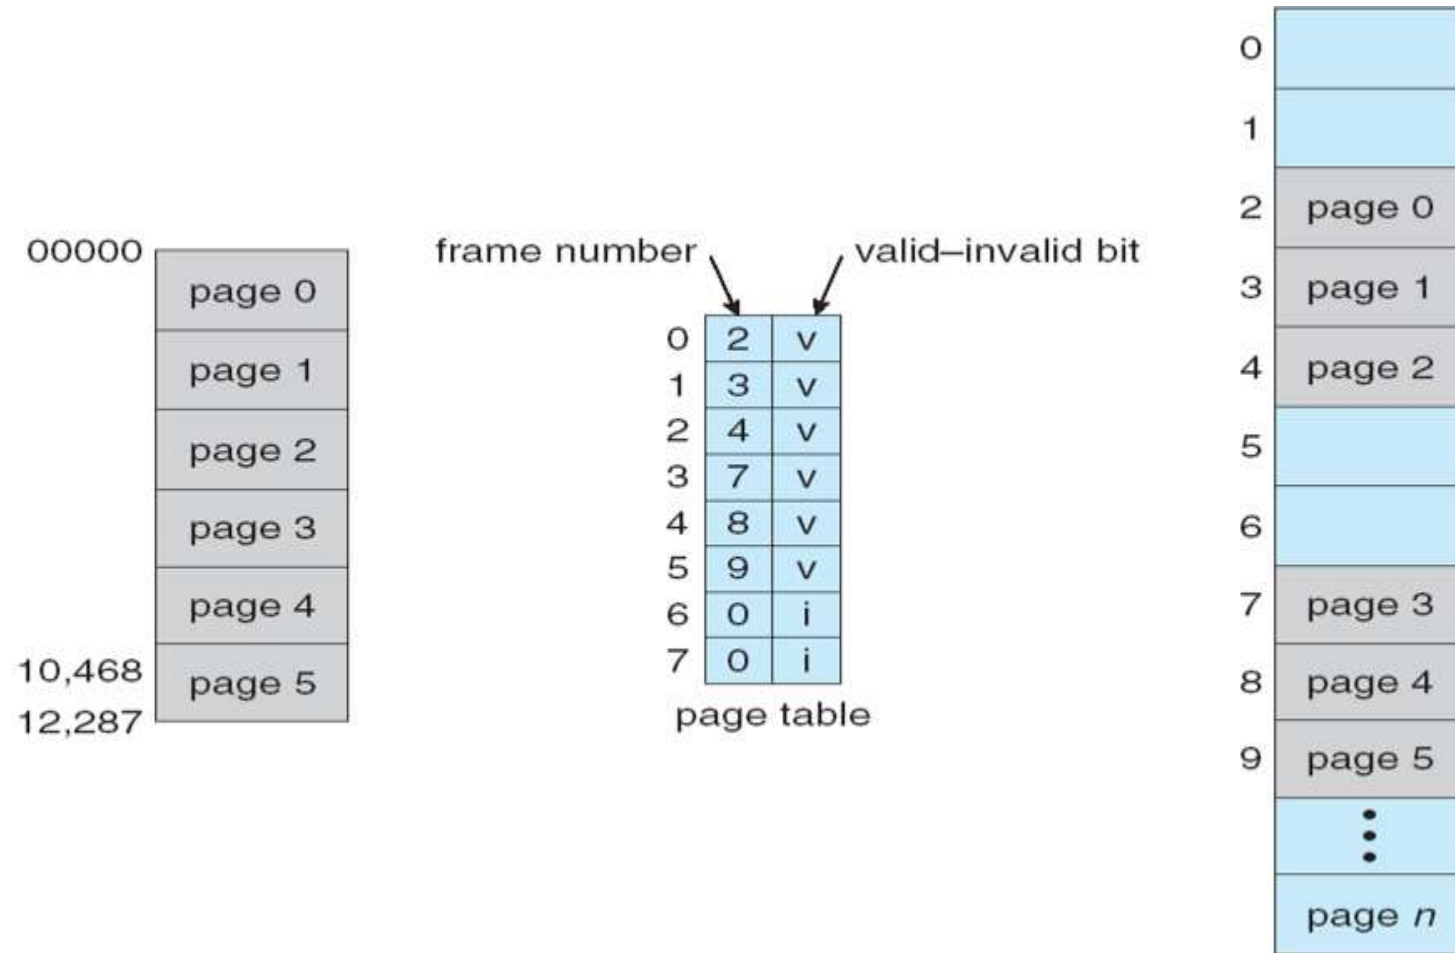 00000
page 0
page 1
page 2
page 3
page 4
10,468
page 5
12,287
frame number
valid–invalid bit
0 2 v
1 3 v
2 4 v
3 7 v
4 8 v
5 9 v
6 0 i
7 0 i
page table
0
1
2 page 0
3 page 1
4 page 2
5
6
7 page 3
8 page 4
9 page 5
page n